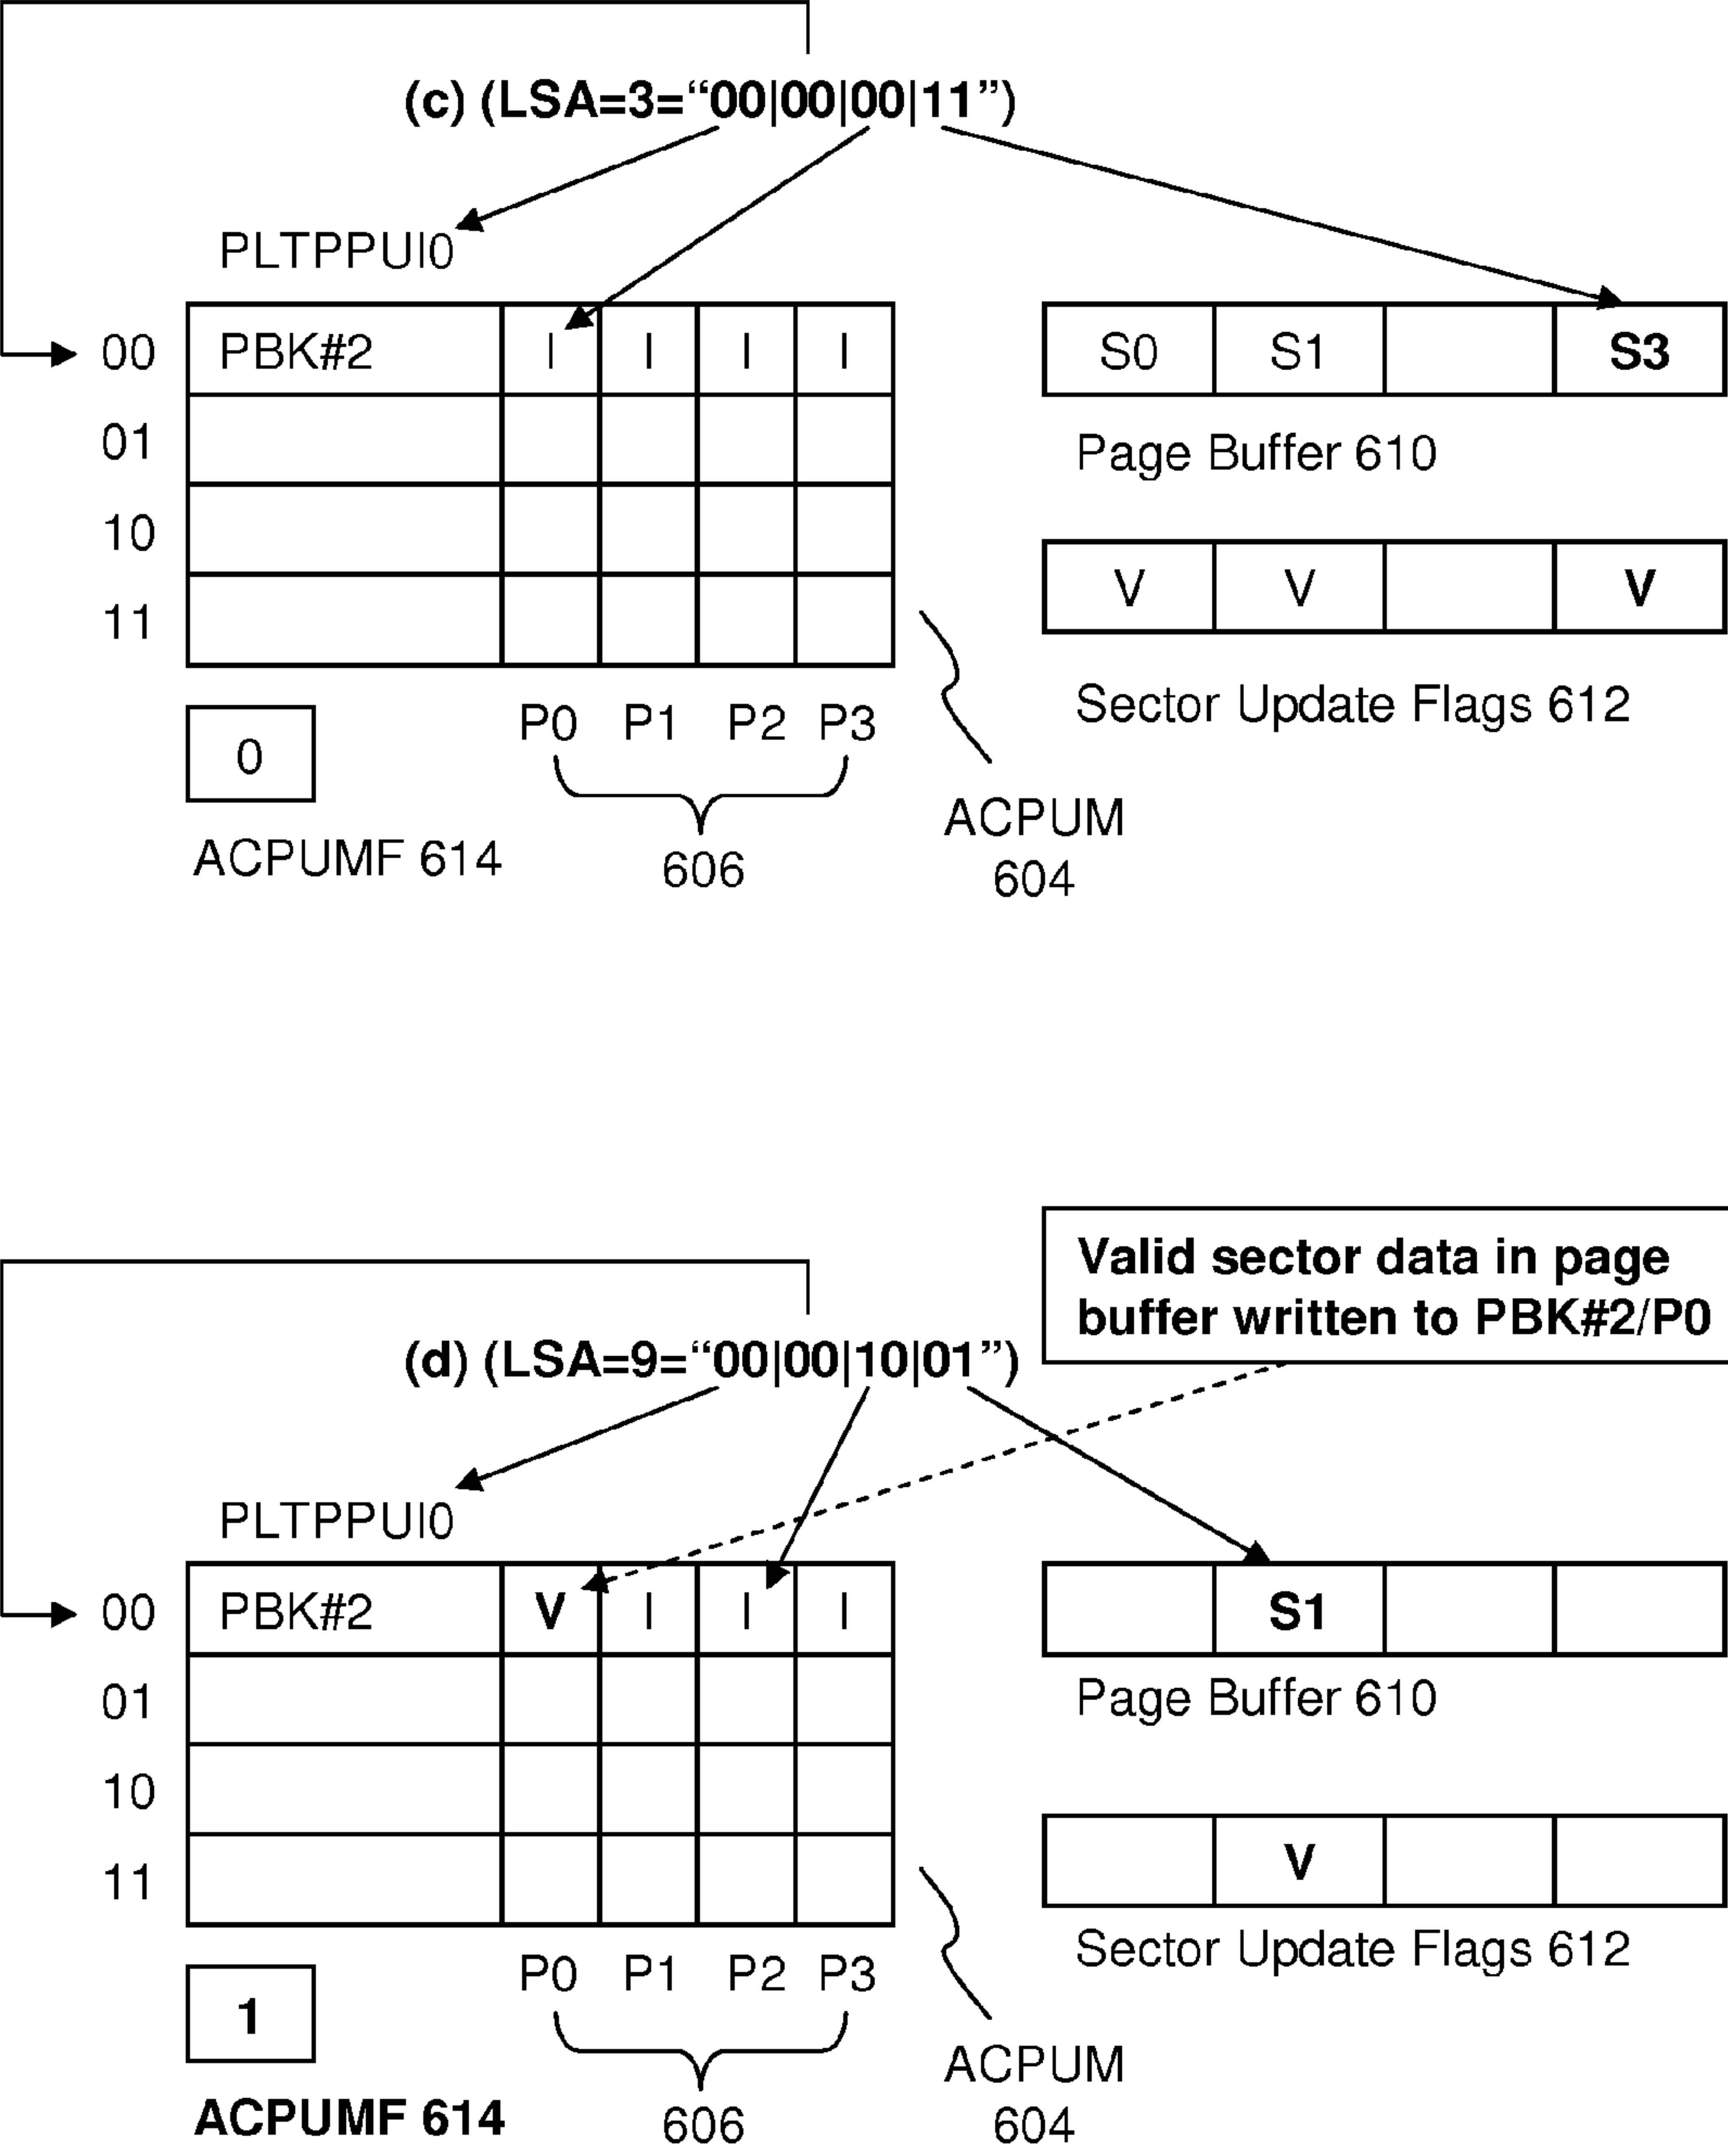 (c) (LSA=3=“00|00|00|11”)
PLTPPUI0
00 PBK#2 I I I I
01
10
11
P0 P1 P2 P3
0
ACPUMF 614
606
ACPUM
604
S0 S1 S3
Page Buffer 610
V V V
Sector Update Flags 612
Valid sector data in page
buffer written to PBK#2/P0
(d) (LSA=9=“00|00|10|01”)
PLTPPUI0
00 PBK#2 V I I I
01
10
11
P0 P1 P2 P3
1
ACPUMF 614
606
ACPUM
604
S1
Page Buffer 610
V
Sector Update Flags 612